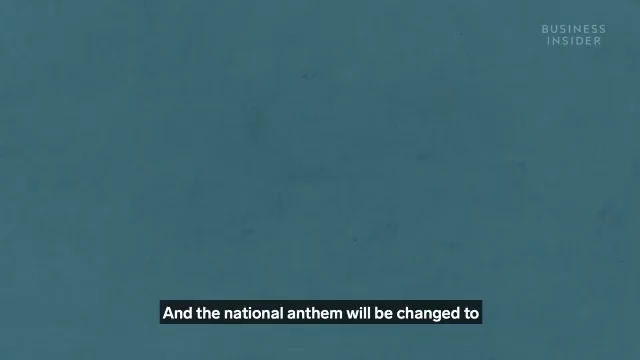 BUSINESS
INSIDER
And the national anthem will be changed to